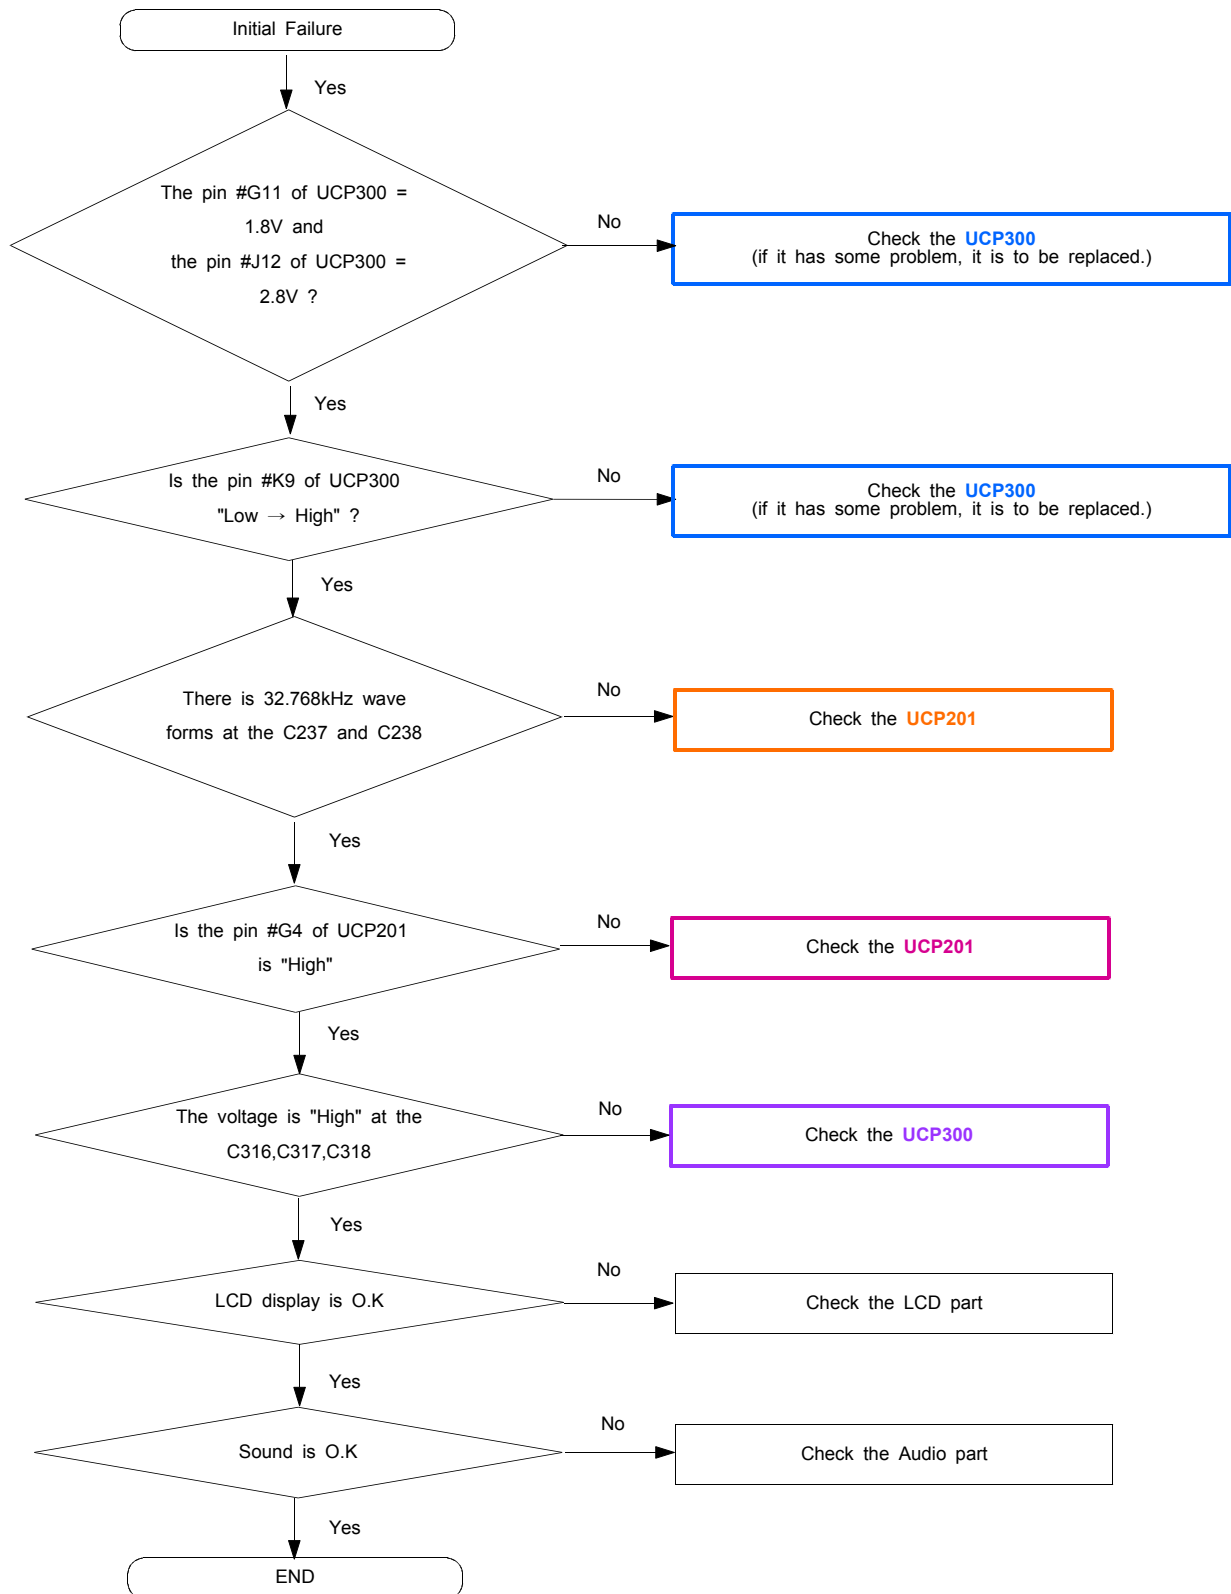 Initial Failure
Yes
The pin #G11 of UCP300 =
1.8V and
the pin #J12 of UCP300 =
2.8V ?
No
Check the UCP300
(if it has some problem, it is to be replaced.)
Yes
Is the pin #K9 of UCP300
"Low → High" ?
No
Check the UCP300
(if it has some problem, it is to be replaced.)
Yes
There is 32.768kHz wave
forms at the C237 and C238
No
Check the UCP201
Yes
Is the pin #G4 of UCP201
is "High"
No
Check the UCP201
Yes
The voltage is "High" at the
C316,C317,C318
No
Check the UCP300
Yes
LCD display is O.K
No
Check the LCD part
Yes
Sound is O.K
No
Check the Audio part
Yes
END